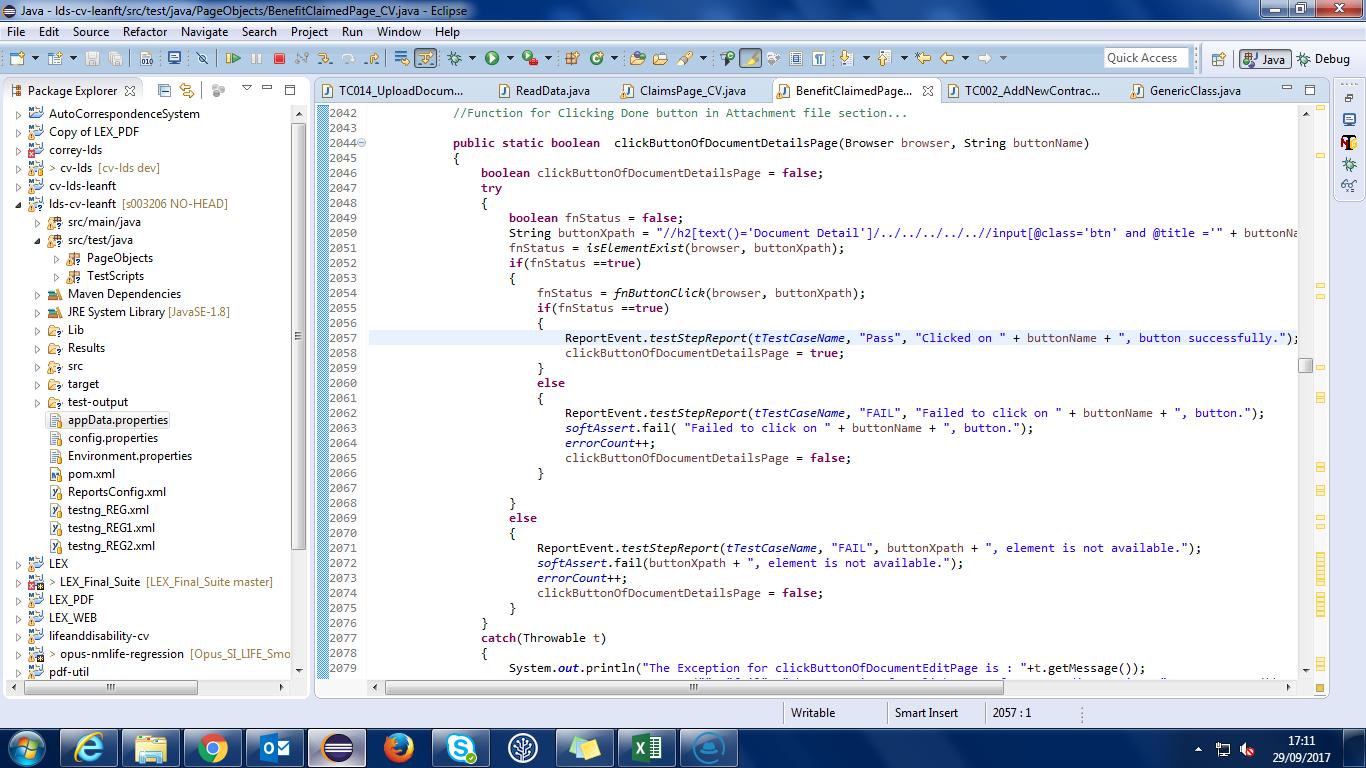 Java - lds-cv-leanft/src/test/java/PageObjects/BenefitClaimedPage_CV.java - Eclipse
File Edit Source Refactor Navigate Search Project Run Window Help
Quick Access
Java
Debug
Package Explorer
AutoCorrespondenceSystem
Copy of LEX_PDF
correy-lds
> cv-lds [cv-lds dev]
cv-lds-leanft
lds-cv-leanft [s003206 NO-HEAD]
src/main/java
src/test/java
PageObjects
TestScripts
Maven Dependencies
JRE System Library [JavaSE-1.8]
Lib
Results
src
target
test-output
appData.properties
config.properties
Environment.properties
pom.xml
ReportsConfig.xml
testng_REG.xml
testng_REG1.xml
testng_REG2.xml
LEX
> LEX_Final_Suite [LEX_Final_Suite master]
LEX_PDF
LEX_WEB
lifeanddisability-cv
> opus-nmlife-regression [Opus_SI_LIFE_Smo
pdf-util
TC014_UploadDocum... ReadData.java ClaimsPage_CV.java BenefitClaimedPage... TC002_AddNewContrac... GenericClass.java
2042 //Function for Clicking Done button in Attachment file section...
2043
2044 public static boolean  clickButtonOfDocumentDetailsPage(Browser browser, String buttonName)
2045 {
2046 boolean clickButtonOfDocumentDetailsPage = false;
2047 try
2048 {
2049 boolean fnStatus = false;
2050 String buttonXpath = "//h2[text()='Document Detail']/../../../../..//input[@class='btn' and @title ='" + buttonNa
2051 fnStatus = isElementExist(browser, buttonXpath);
2052 if(fnStatus ==true)
2053 {
2054 fnStatus = fnButtonClick(browser, buttonXpath);
2055 if(fnStatus ==true)
2056 {
2057 ReportEvent.testStepReport(tTestCaseName, "Pass", "Clicked on " + buttonName + ", button successfully.");
2058 clickButtonOfDocumentDetailsPage = true;
2059 }
2060 else
2061 {
2062 ReportEvent.testStepReport(tTestCaseName, "FAIL", "Failed to click on " + buttonName + ", button.");
2063 softAssert.fail( "Failed to click on " + buttonName + ", button.");
2064 errorCount++;
2065 clickButtonOfDocumentDetailsPage = false;
2066 }
2067
2068 }
2069 else
2070 {
2071 ReportEvent.testStepReport(tTestCaseName, "FAIL", buttonXpath + ", element is not available.");
2072 softAssert.fail(buttonXpath + ", element is not available.");
2073 errorCount++;
2074 clickButtonOfDocumentDetailsPage = false;
2075 }
2076 }
2077 catch(Throwable t)
2078 {
2079 System.out.println("The Exception for clickButtonOfDocumentEditPage is : "+t.getMessage());
Writable Smart Insert 2057 : 1
17:11
29/09/2017